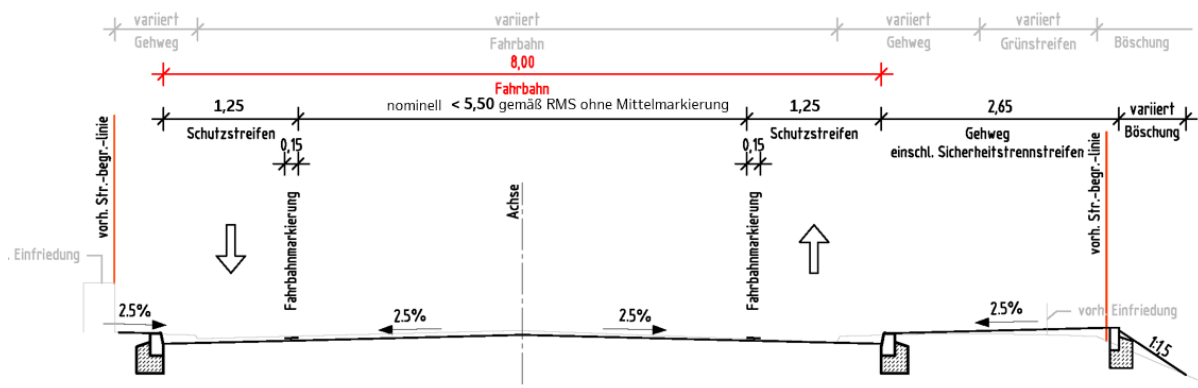 variiert variiert variiert variiert
Gehweg Fahrbahn Gehweg Grünstreifen Böschung
8,00
Fahrbahn
1,25 nominell < 5,50 gemäß RMS ohne Mittelmarkierung 1,25 2,65 variiert
Schutzstreifen Schutzstreifen Gehweg Böschung
einschl. Sicherheitstrennstreifen
0,15 0,15
vorh. Str.-begr.-linie
Fahrbahnmarkierung
Achse
Fahrbahnmarkierung
vorh. Str.-begr.-linie
. Einfriedung
vorh. Einfriedung
2.5% 2.5% 2.5% 2.5%
1:1,5